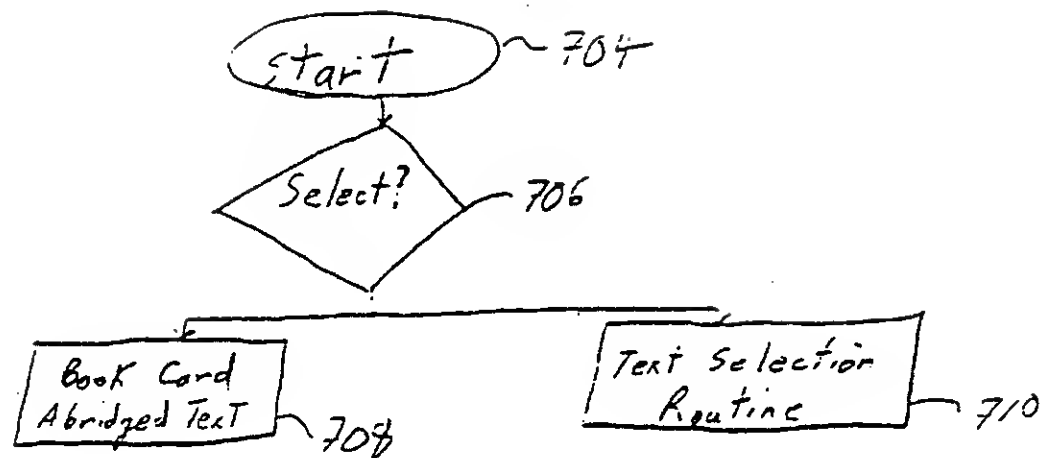 Start
704
Select?
706
Book Card
Abridged Text
708
Text Selection
Routine
710